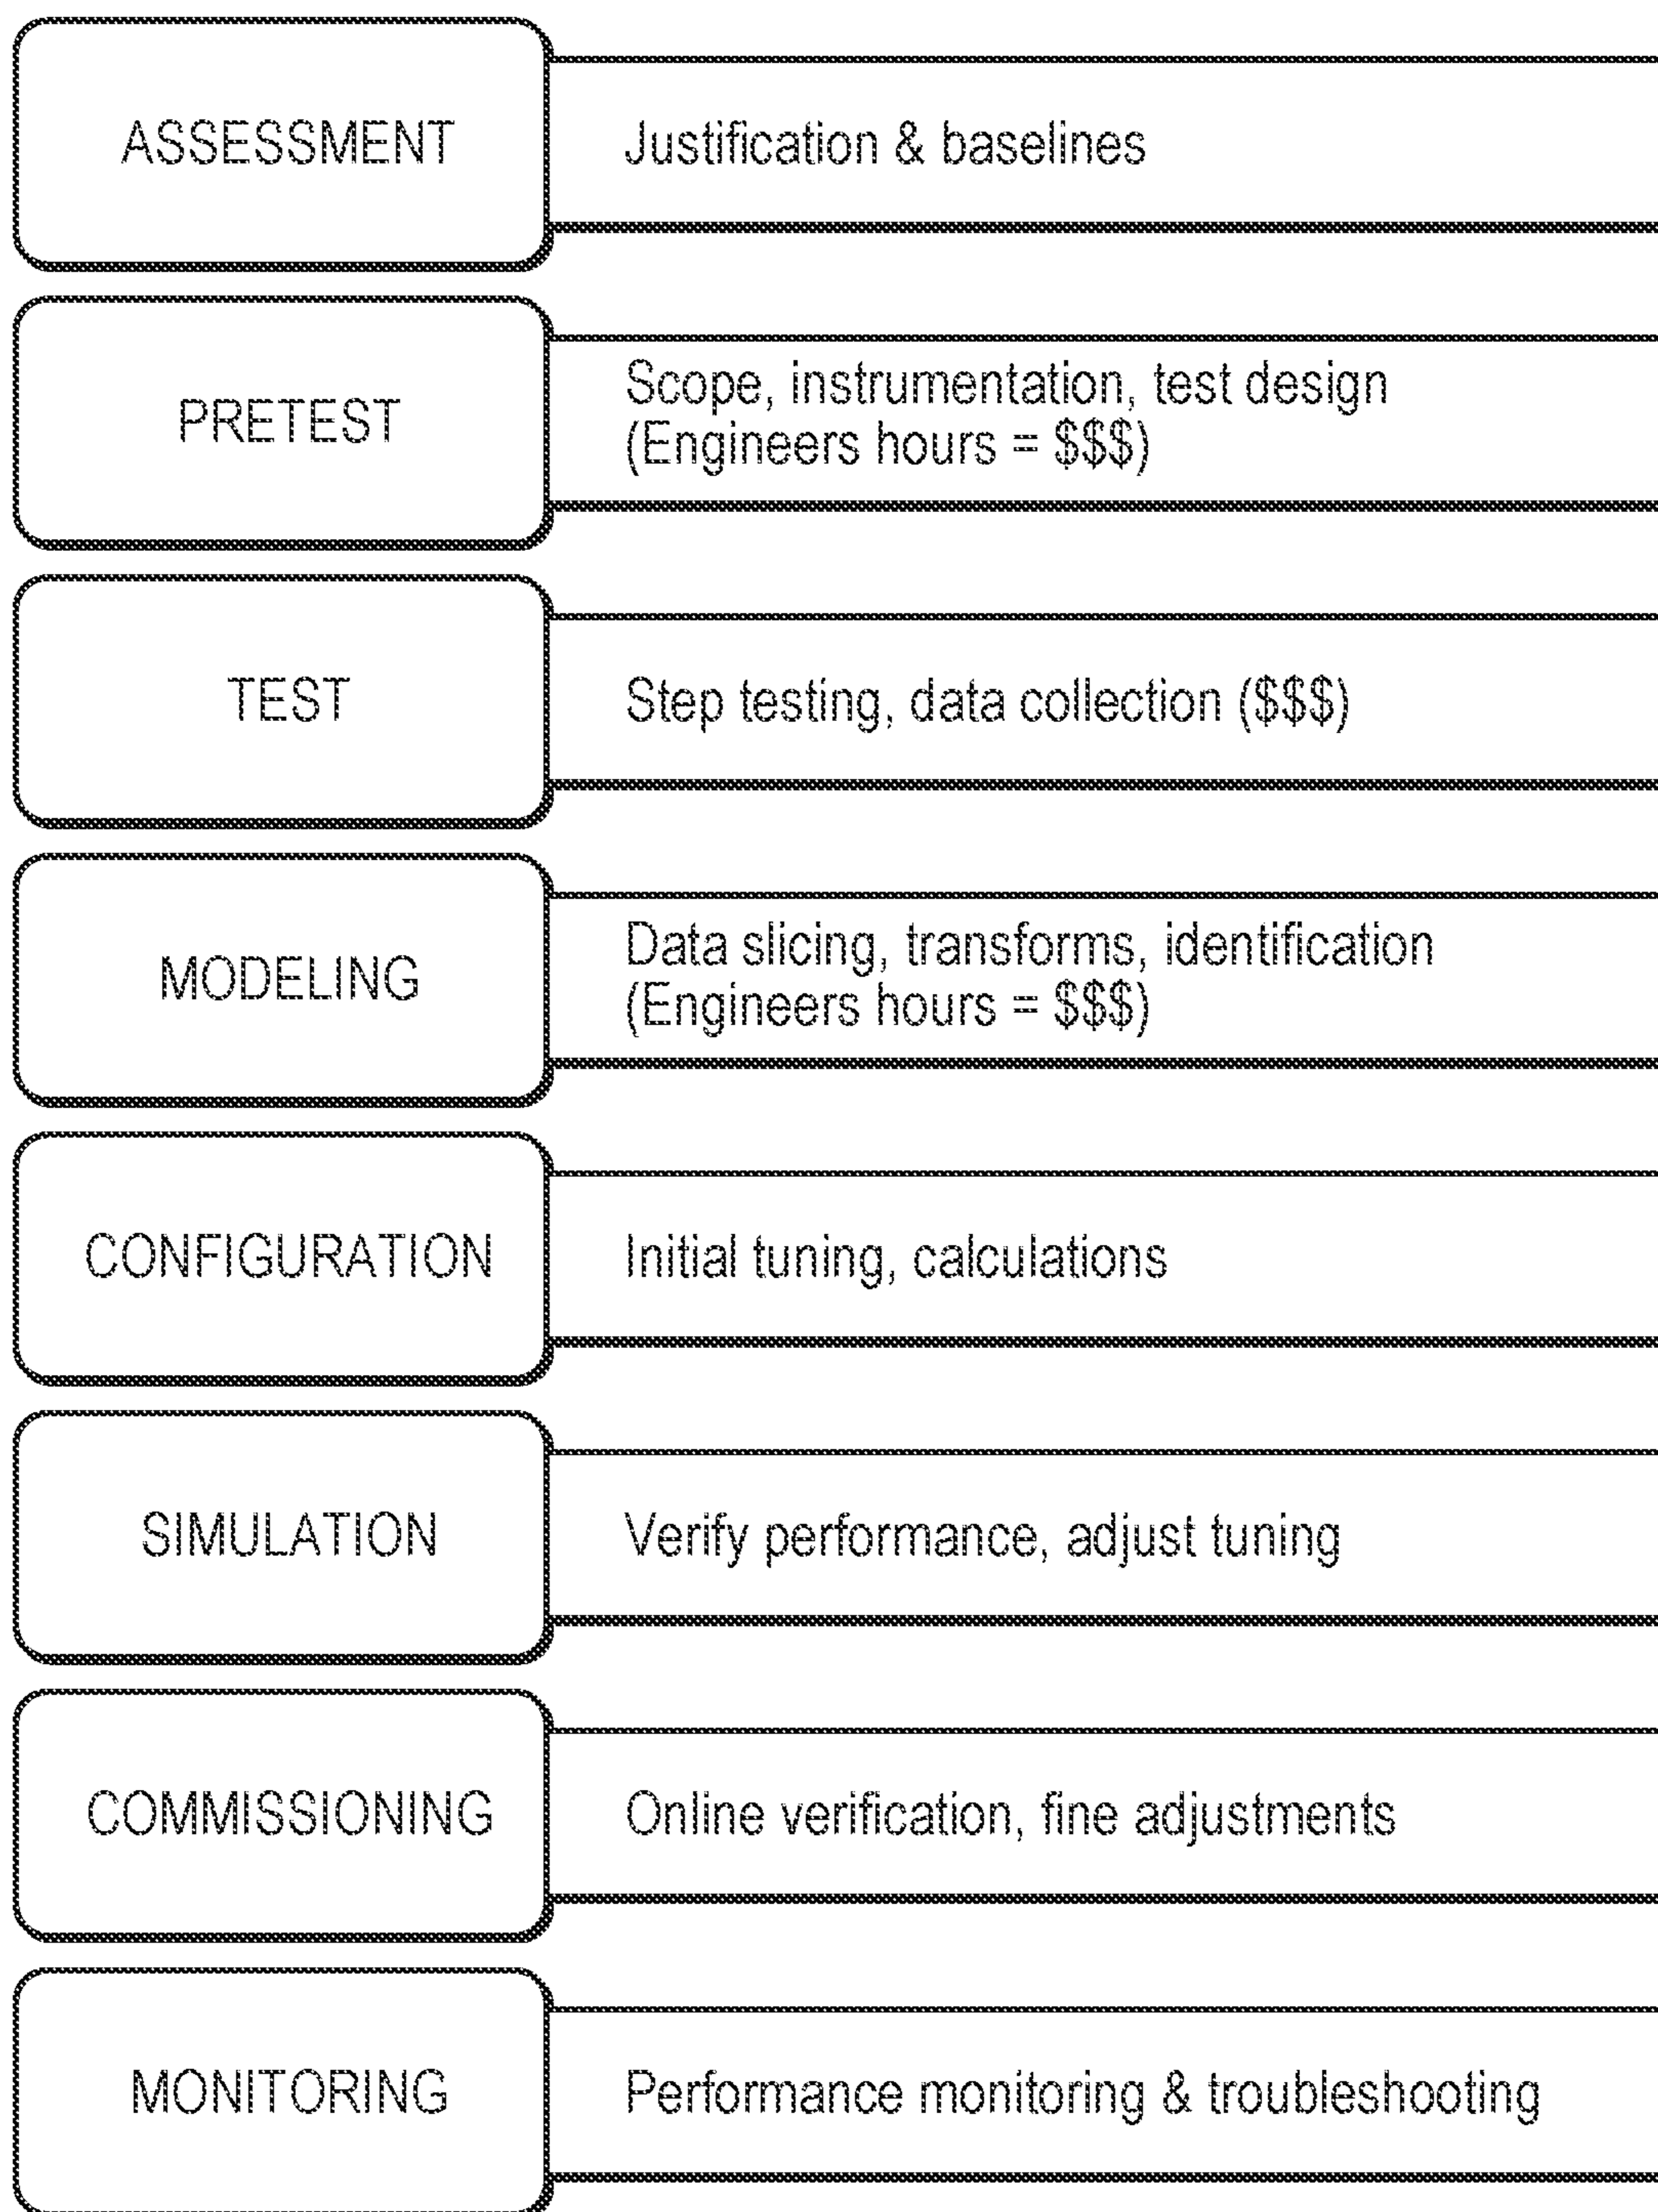 ASSESSMENT
Justification & baselines
PRETEST
Scope, instrumentation, test design
(Engineers hours = $$$)
TEST
Step testing, data collection ($$$)
MODELING
Data slicing, transforms, identification
(Engineers hours = $$$)
CONFIGURATION
Initial tuning, calculations
SIMULATION
Verify performance, adjust tuning
COMMISSIONING
Online verification, fine adjustments
MONITORING
Performance monitoring & troubleshooting